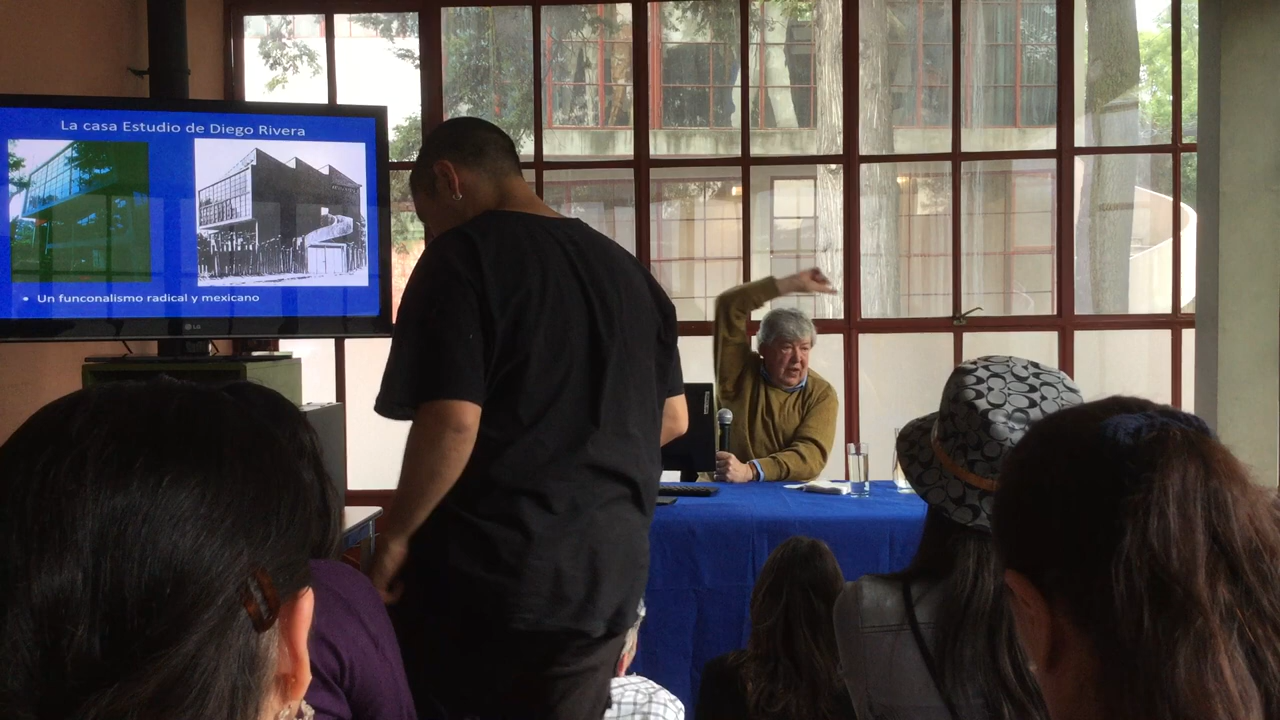 La casa Estudio de Diego Rivera
• Un funconalismo radical y mexicano
LG